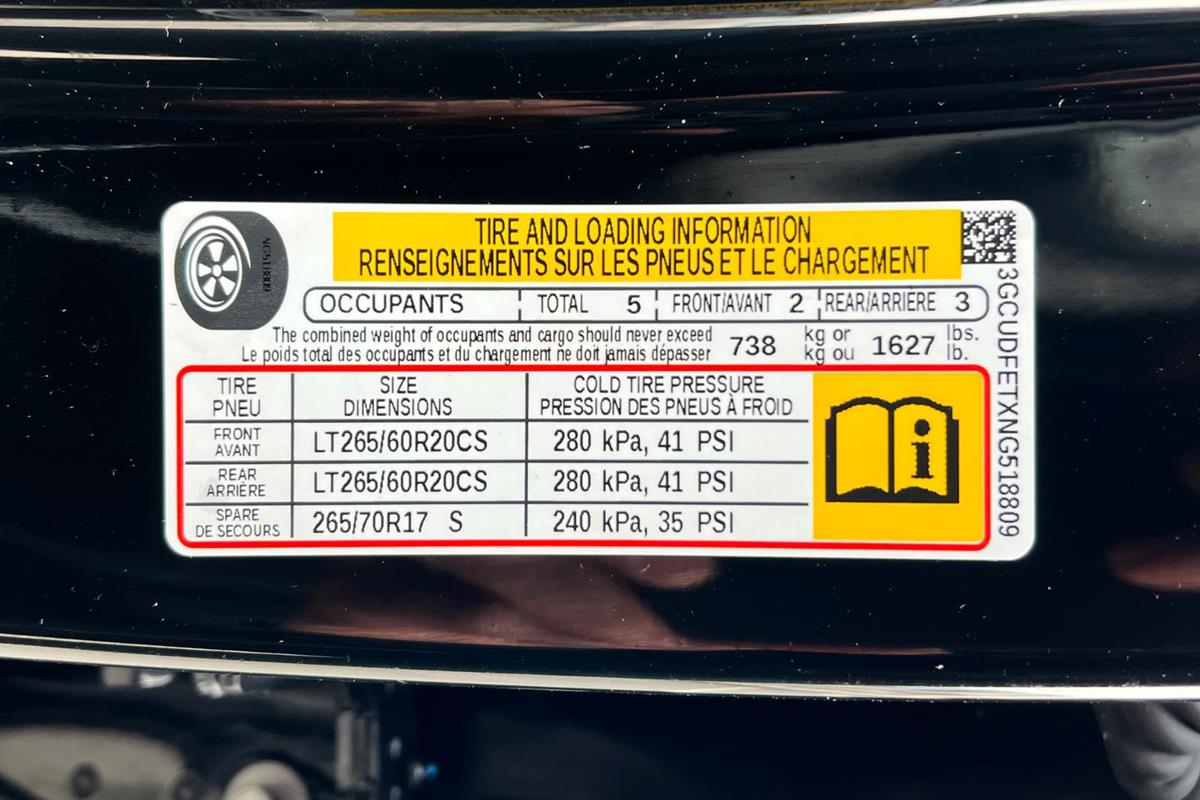 TIRE AND LOADING INFORMATION
RENSEIGNEMENTS SUR LES PNEUS ET LE CHARGEMENT
NG518809
OCCUPANTS TOTAL 5 FRONT/AVANT 2 REAR/ARRIÈRE 3
The combined weight of occupants and cargo should never exceed 738 kg or 1627 lbs.
Le poids total des occupants et du chargement ne doit jamais dépasser kg ou lb.
TIRE SIZE COLD TIRE PRESSURE
PNEU DIMENSIONS PRESSION DES PNEUS À FROID
FRONT
AVANT LT265/60R20CS 280 kPa, 41 PSI
REAR
ARRIÈRE LT265/60R20CS 280 kPa, 41 PSI
SPARE
DE SECOURS 265/70R17 S 240 kPa, 35 PSI
i
3GCUDFETXNG518809